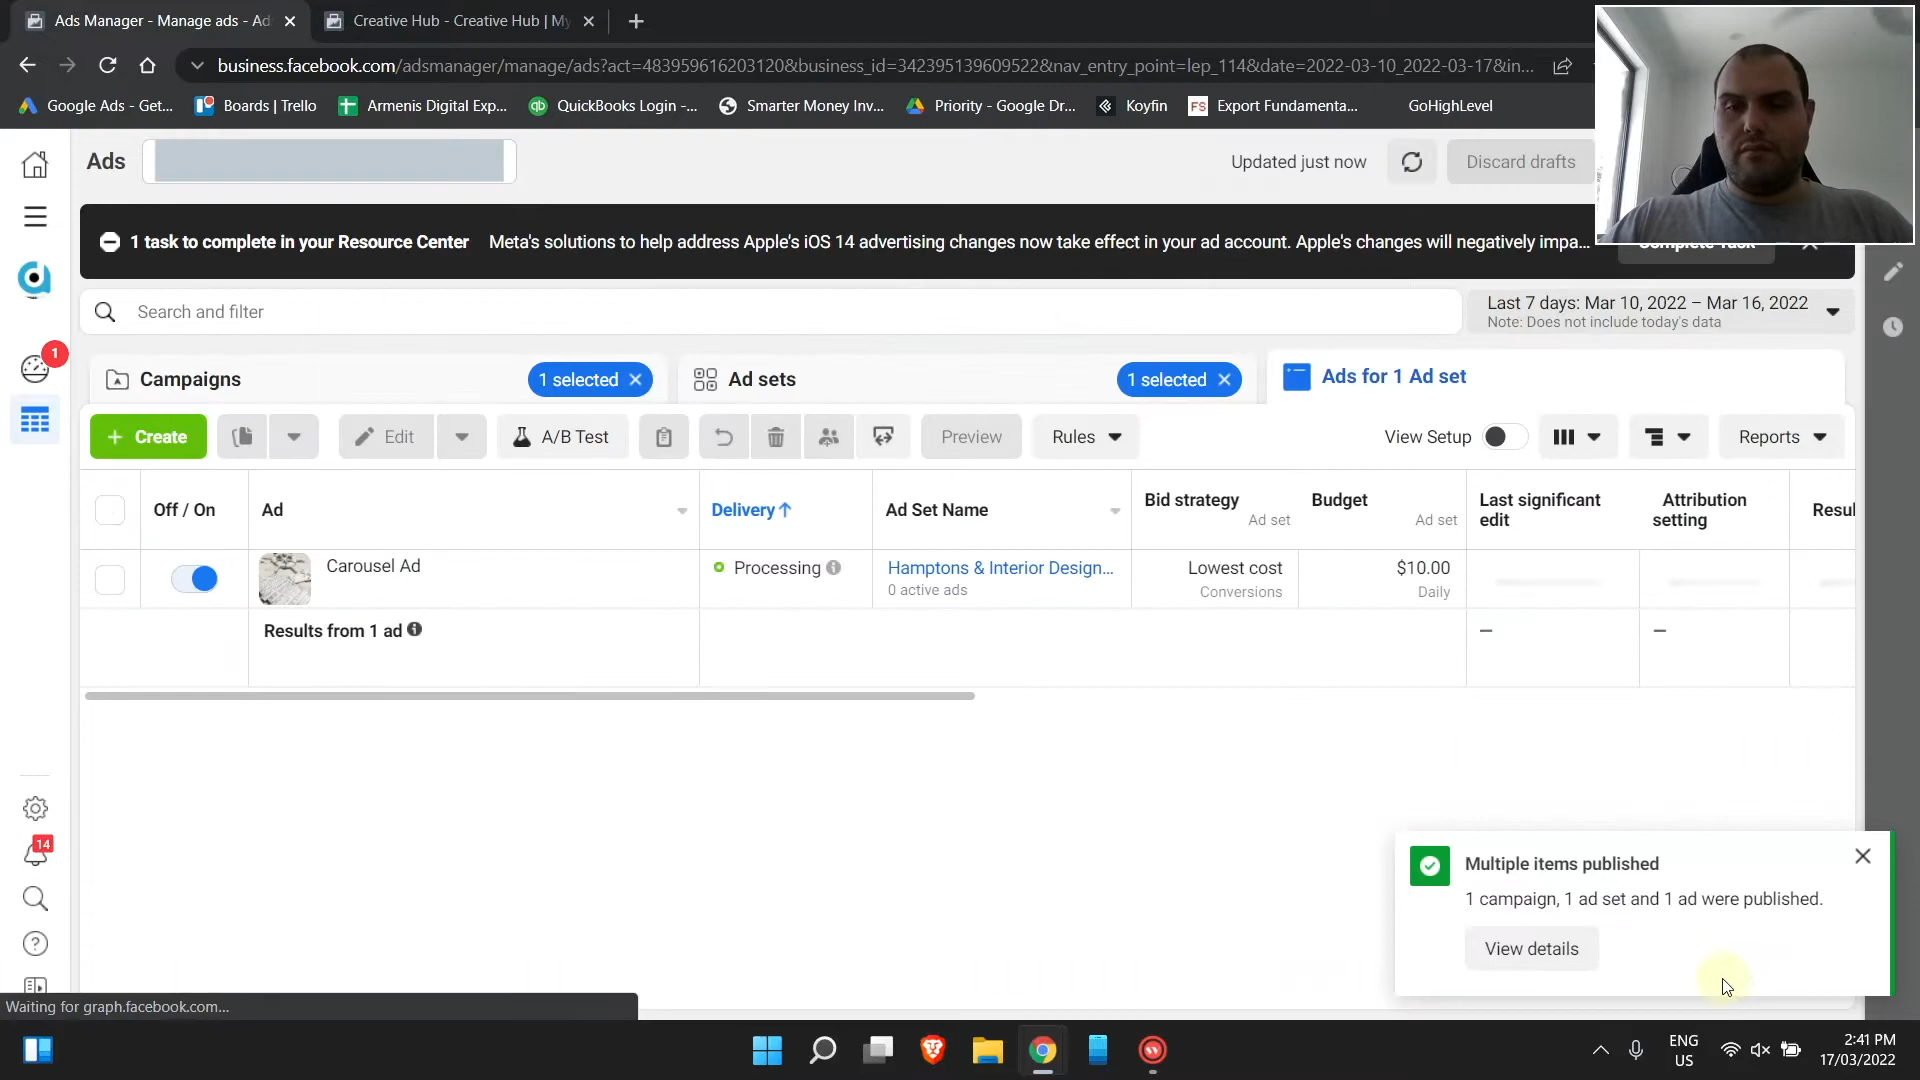 Ads Manager - Manage ads - Ad
Creative Hub - Creative Hub | My
business.facebook.com/adsmanager/manage/ads?act=483959616203120&business_id=342395139609522&nav_entry_point=lep_114&date=2022-03-10_2022-03-17&in...
Google Ads - Get...
Boards | Trello
Armenis Digital Exp...
QuickBooks Login -...
Smarter Money Inv...
Priority - Google Dr...
Koyfin
FS
Export Fundamenta...
GoHighLevel
Ads
Updated just now
Discard drafts
1 task to complete in your Resource Center
Meta's solutions to help address Apple's iOS 14 advertising changes now take effect in your ad account. Apple's changes will negatively impa...
Complete Task
Search and filter
Last 7 days: Mar 10, 2022 – Mar 16, 2022
Note: Does not include today's data
1
Campaigns
1 selected
Ad sets
1 selected
Ads for 1 Ad set
+ Create
Edit
A/B Test
Preview
Rules
View Setup
Reports
Off / On
Ad
Delivery↑
Ad Set Name
Bid strategy
Ad set
Budget
Ad set
Last significant edit
Attribution setting
Resul
Carousel Ad
Processing
Hamptons & Interior Design...
0 active ads
Lowest cost
Conversions
$10.00
Daily
Results from 1 ad
—
—
14
Multiple items published
1 campaign, 1 ad set and 1 ad were published.
View details
Waiting for graph.facebook.com...
ENG
US
2:41 PM
17/03/2022